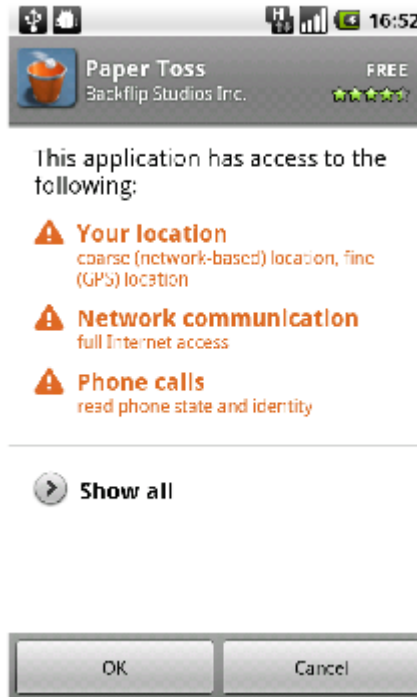 H
16:52
Paper Toss
FREE
Backflip Studios Inc.
This application has access to the
following:
Your location
coarse (network-based) location, fine
(GPS) location
Network communication
full Internet access
Phone calls
read phone state and identity
Show all
OK
Cancel